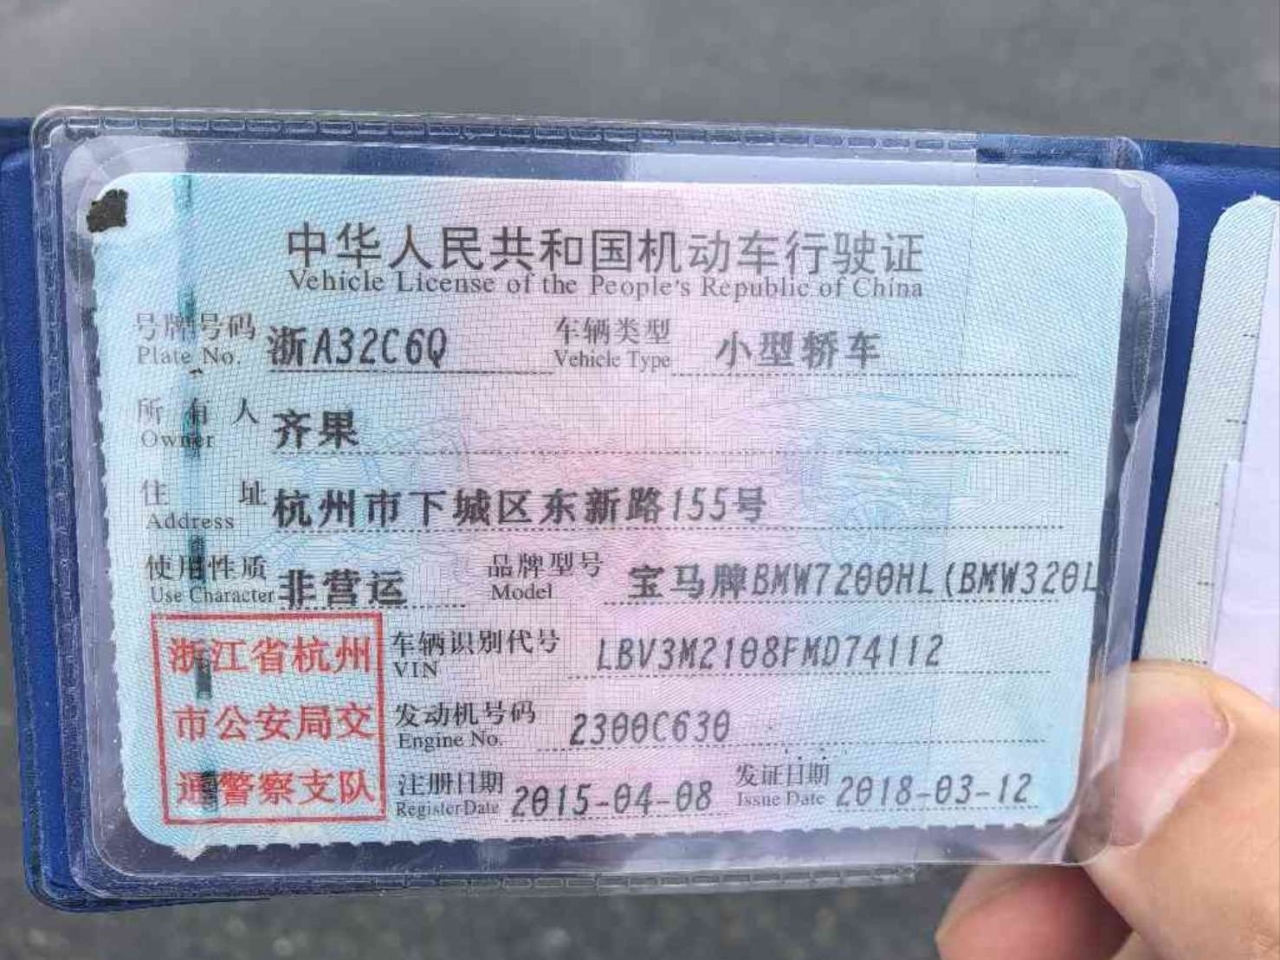 中华人民共和国机动车行驶证
Vehicle License of the People's Republic of China
号牌号码 浙A32C6Q 车辆类型 小型轿车
Plate No. Vehicle Type
所有人 齐果
Owner
住址 杭州市下城区东新路155号
Address
使用性质 非营运 品牌型号 宝马牌BMW7200HL(BMW320L
Use Character Model
浙江省杭州
市公安局交
通警察支队
车辆识别代号 LBV3M2108FMD74112
VIN
发动机号码 2300C630
Engine No.
注册日期 2015-04-08 发证日期 2018-03-12
Register Date Issue Date